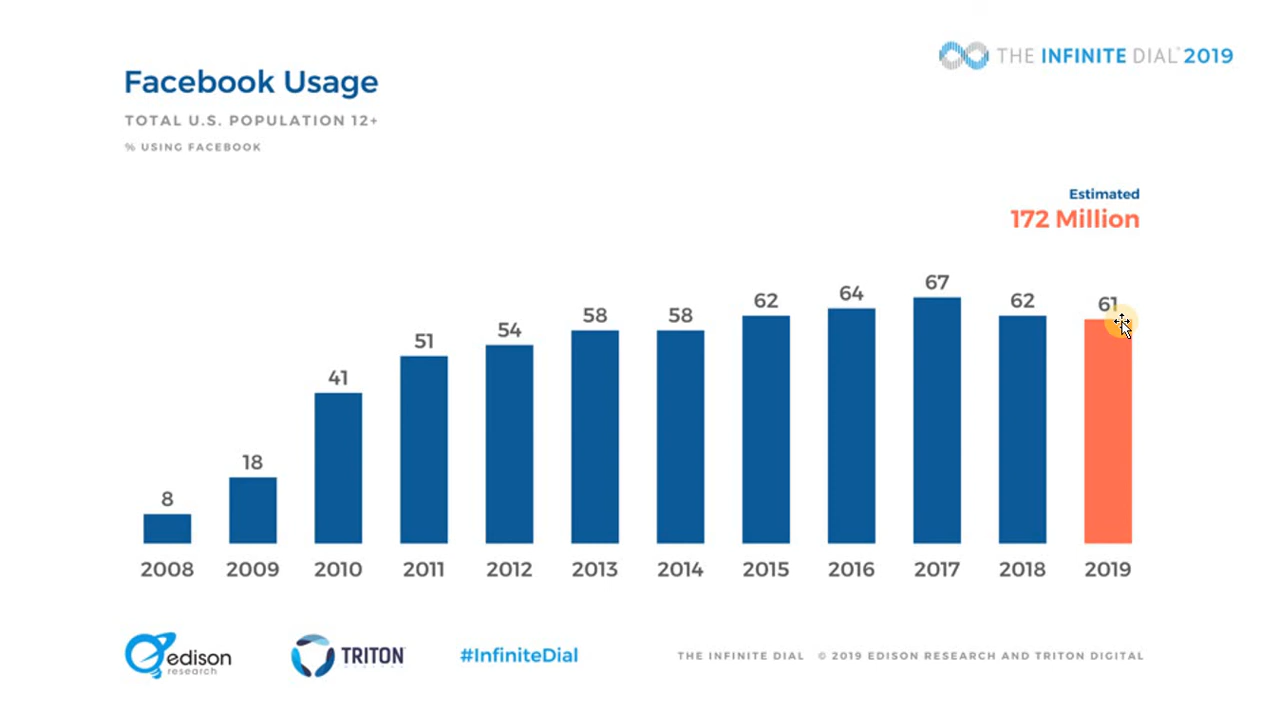 THE INFINITE DIAL® 2019
Facebook Usage
TOTAL U.S. POPULATION 12+
% USING FACEBOOK
Estimated
172 Million
8 18 41 51 54 58 58 62 64 67 62 61
2008 2009 2010 2011 2012 2013 2014 2015 2016 2017 2018 2019
edison
research
TRITON
#InfiniteDial
THE INFINITE DIAL © 2019 EDISON RESEARCH AND TRITON DIGITAL